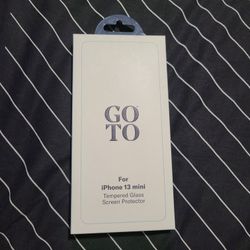 GO
TO
For
iPhone 13 mini
Tempered Glass
Screen Protector